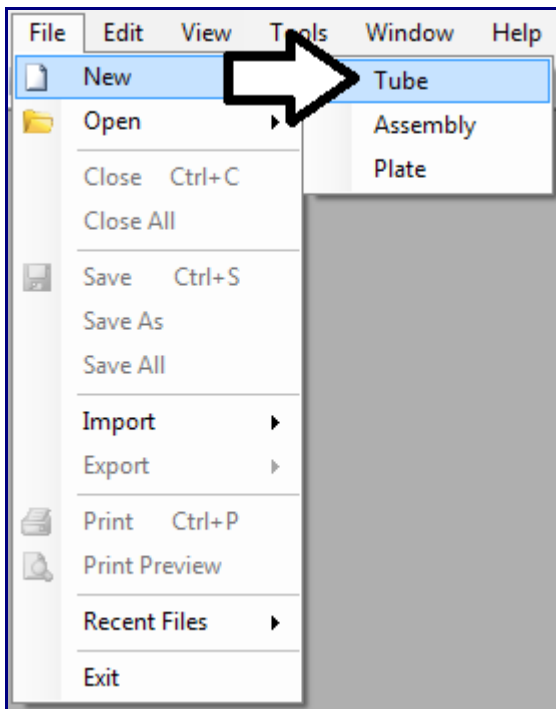 File Edit View Tools Window Help
New
Tube
Open
Assembly
Plate
Close Ctrl+C
Close All
Save Ctrl+S
Save As
Save All
Import
Export
Print Ctrl+P
Print Preview
Recent Files
Exit